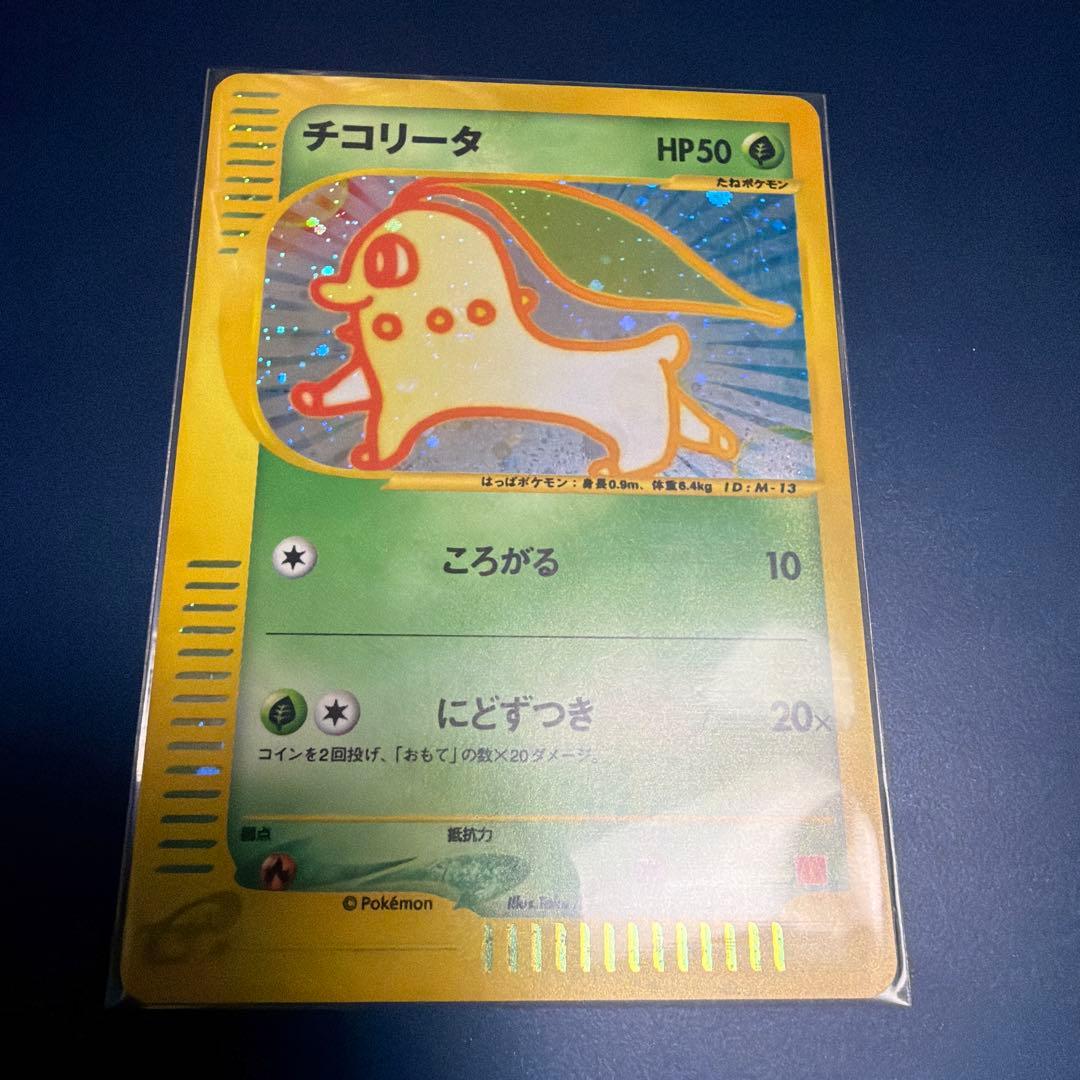 チコリータ
HP50
たねポケモン
はっぱポケモン：身長0.9m、体重6.4kg ID:M-13
ころがる 10
にどずつき 20×
コインを2回投げ、「おもて」の数×20ダメージ。
弱点 抵抗力
©Pokémon Illus.